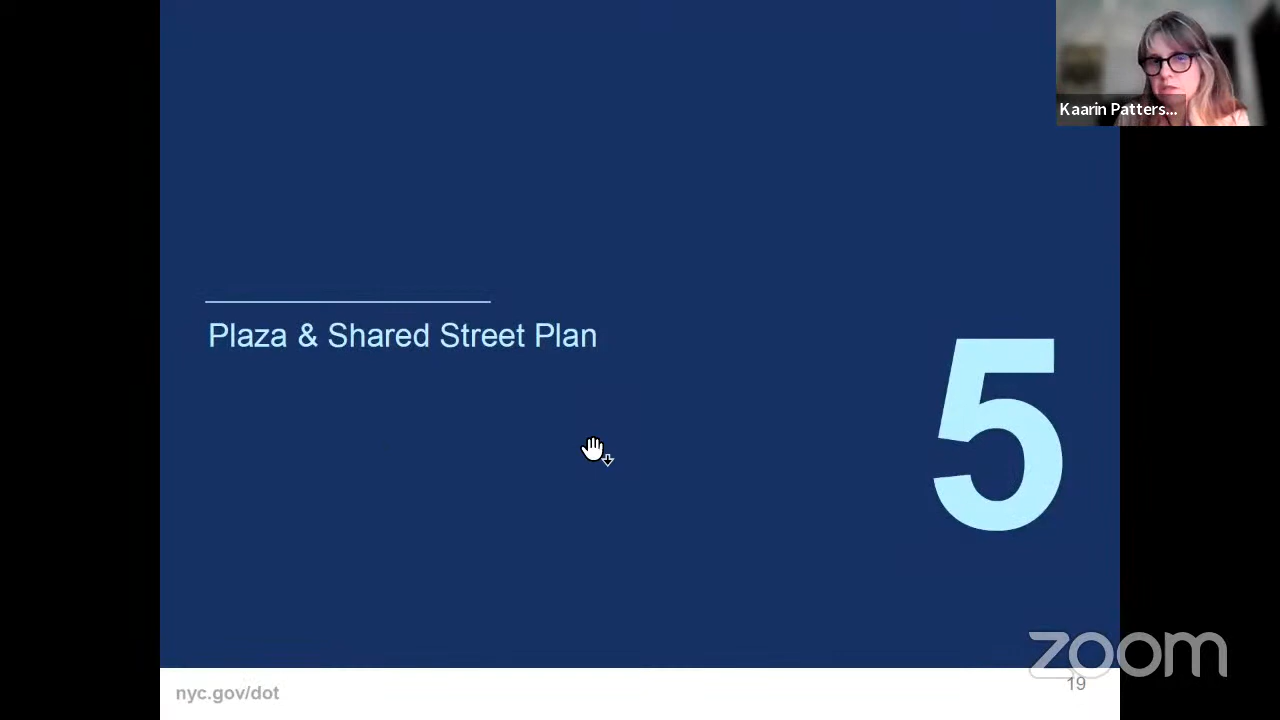 Kaarin Patters...
Plaza & Shared Street Plan
5
zoom
nyc.gov/dot
19